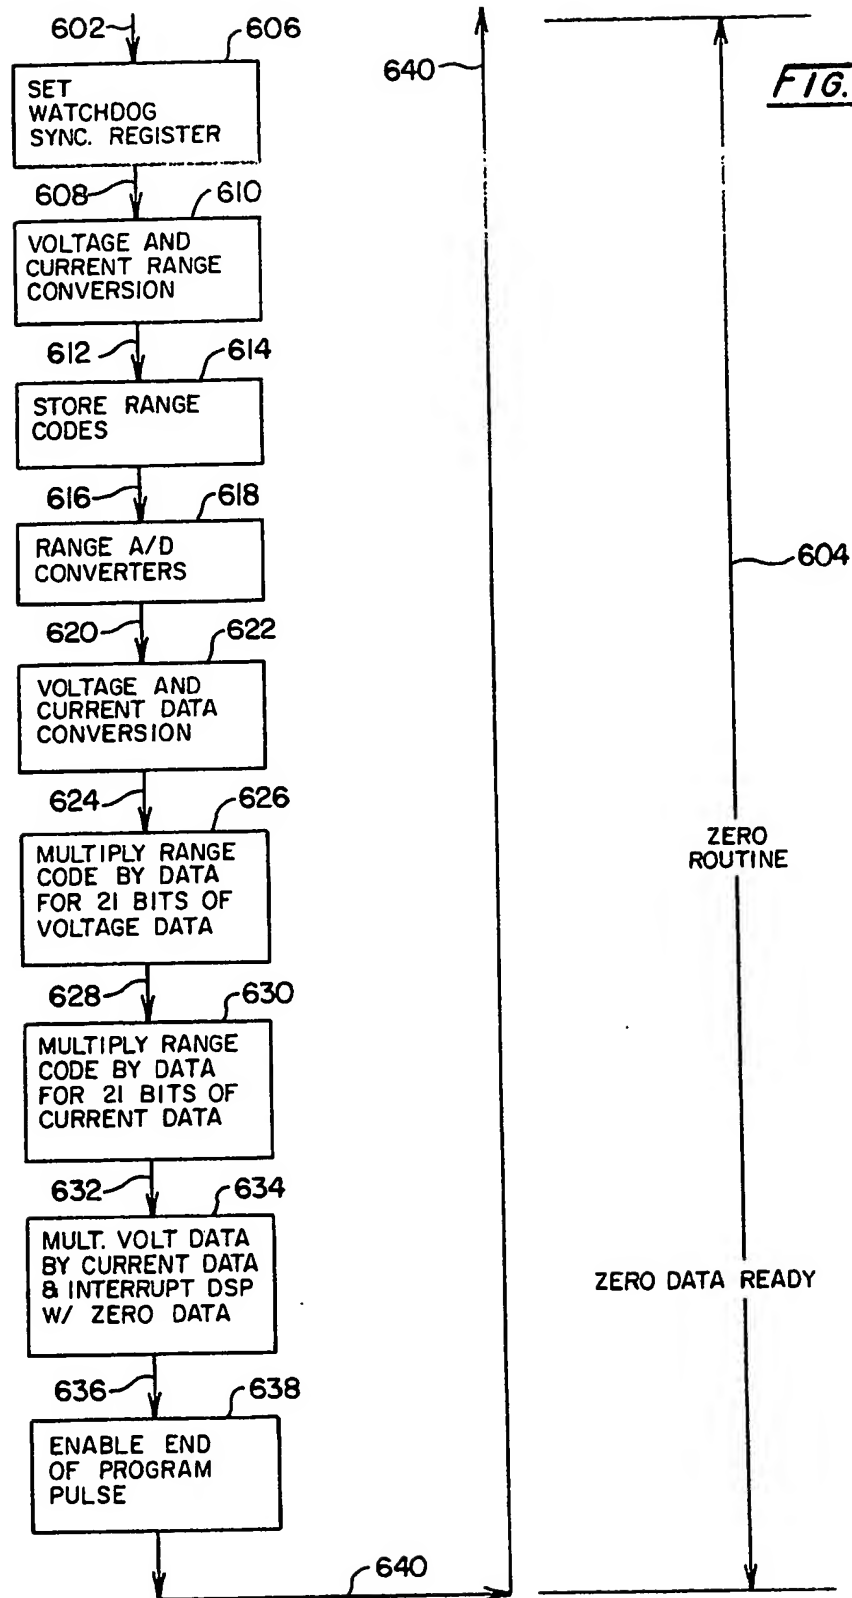 602
606
640
FIG.
SET
WATCHDOG
SYNC. REGISTER
608
610
VOLTAGE AND
CURRENT RANGE
CONVERSION
612
614
STORE RANGE
CODES
616
618
RANGE A/D
CONVERTERS
604
620
622
VOLTAGE AND
CURRENT DATA
CONVERSION
624
626
MULTIPLY RANGE
CODE BY DATA
FOR 21 BITS OF
VOLTAGE DATA
ZERO
ROUTINE
628
630
MULTIPLY RANGE
CODE BY DATA
FOR 21 BITS OF
CURRENT DATA
632
634
MULT. VOLT DATA
BY CURRENT DATA
& INTERRUPT DSP
W/ ZERO DATA
ZERO DATA READY
636
638
ENABLE END
OF PROGRAM
PULSE
640